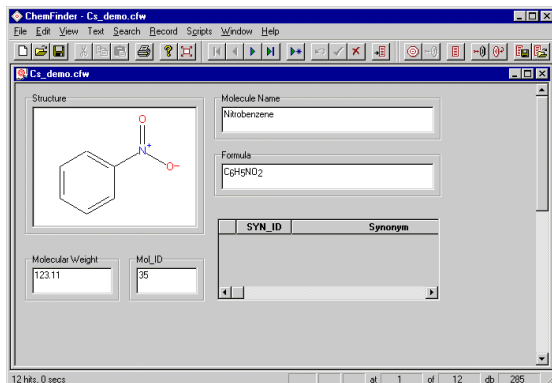 ChemFinder - Cs_demo.cfw
File Edit View Text Search Record Scripts Window Help
Cs_demo.cfw
Structure
O
N+
O-
Molecule Name
Nitrobenzene
Formula
C6H5NO2
SYN_ID Synonym
Molecular Weight
123.11
Mol_ID
35
12 hits, 0 secs at 1 of 12 db 285